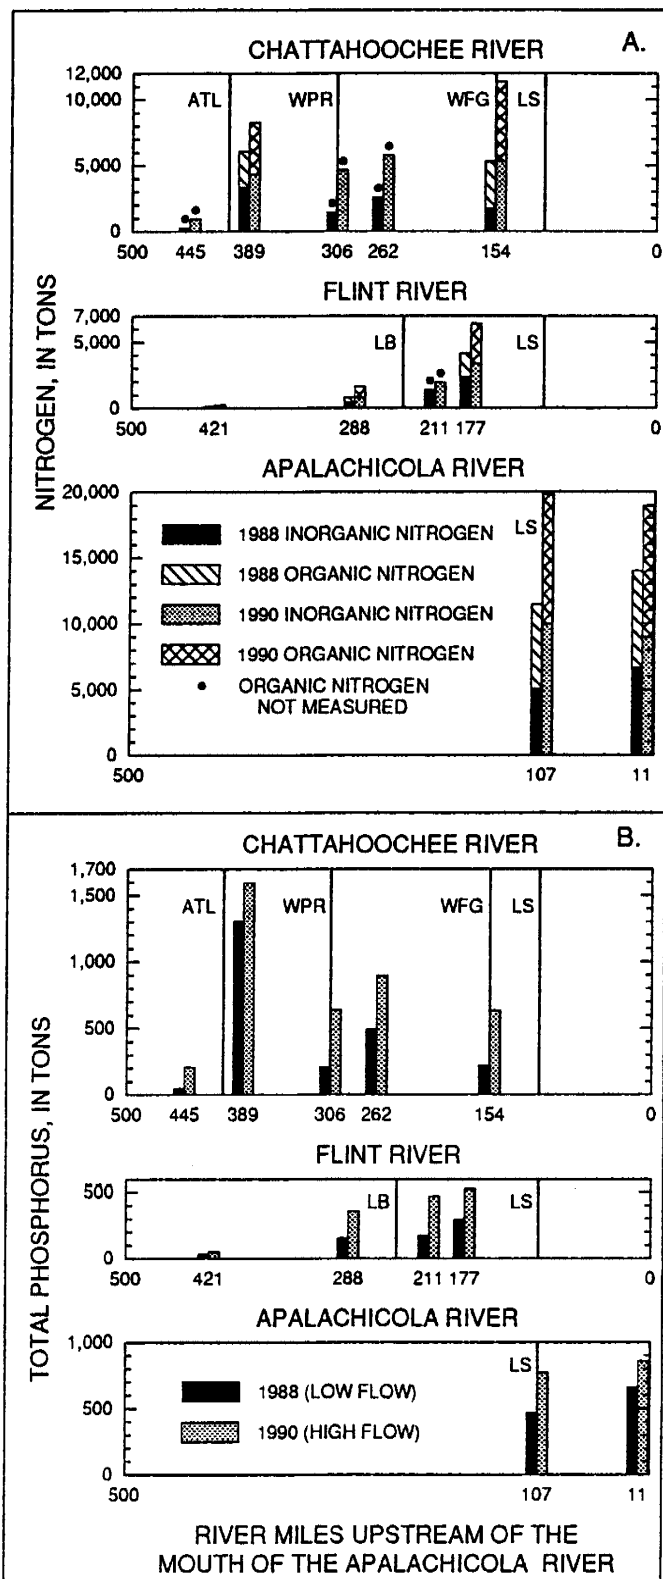 A.
CHATTAHOOCHEE RIVER
12,000
10,000
5,000
0
ATL
WPR
WFG
LS
500
445
389
306
262
154
0
FLINT RIVER
7,000
5,000
0
LB
LS
500
421
288
211
177
0
NITROGEN, IN TONS
APALACHICOLA RIVER
20,000
15,000
10,000
5,000
0
LS
1988 INORGANIC NITROGEN
1988 ORGANIC NITROGEN
1990 INORGANIC NITROGEN
1990 ORGANIC NITROGEN
ORGANIC NITROGEN
NOT MEASURED
500
107
11
B.
CHATTAHOOCHEE RIVER
1,700
1,500
1,000
500
0
ATL
WPR
WFG
LS
500
445
389
306
262
154
0
FLINT RIVER
500
0
LB
LS
500
421
288
211
177
0
TOTAL PHOSPHORUS, IN TONS
APALACHICOLA RIVER
1,000
500
0
LS
1988 (LOW FLOW)
1990 (HIGH FLOW)
500
107
11
RIVER MILES UPSTREAM OF THE
MOUTH OF THE APALACHICOLA RIVER